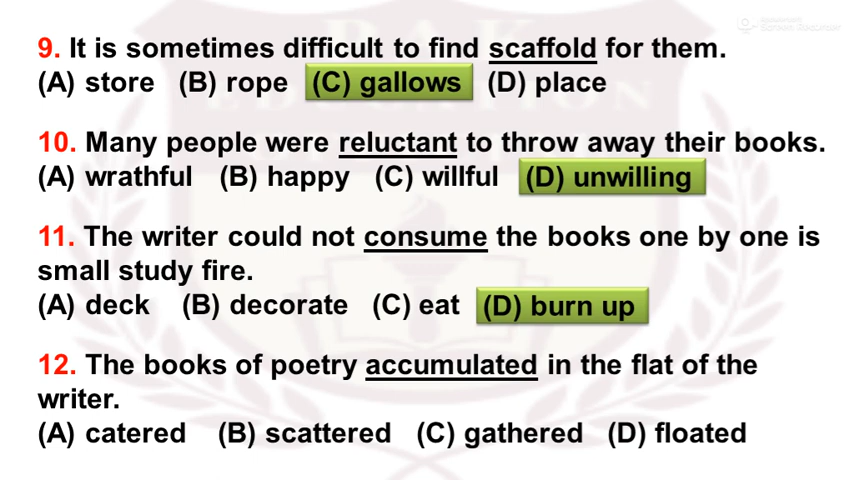 9. It is sometimes difficult to find scaffold for them.
(A) store (B) rope (C) gallows (D) place
10. Many people were reluctant to throw away their books.
(A) wrathful (B) happy (C) willful (D) unwilling
11. The writer could not consume the books one by one is
small study fire.
(A) deck (B) decorate (C) eat (D) burn up
12. The books of poetry accumulated in the flat of the
writer.
(A) catered (B) scattered (C) gathered (D) floated